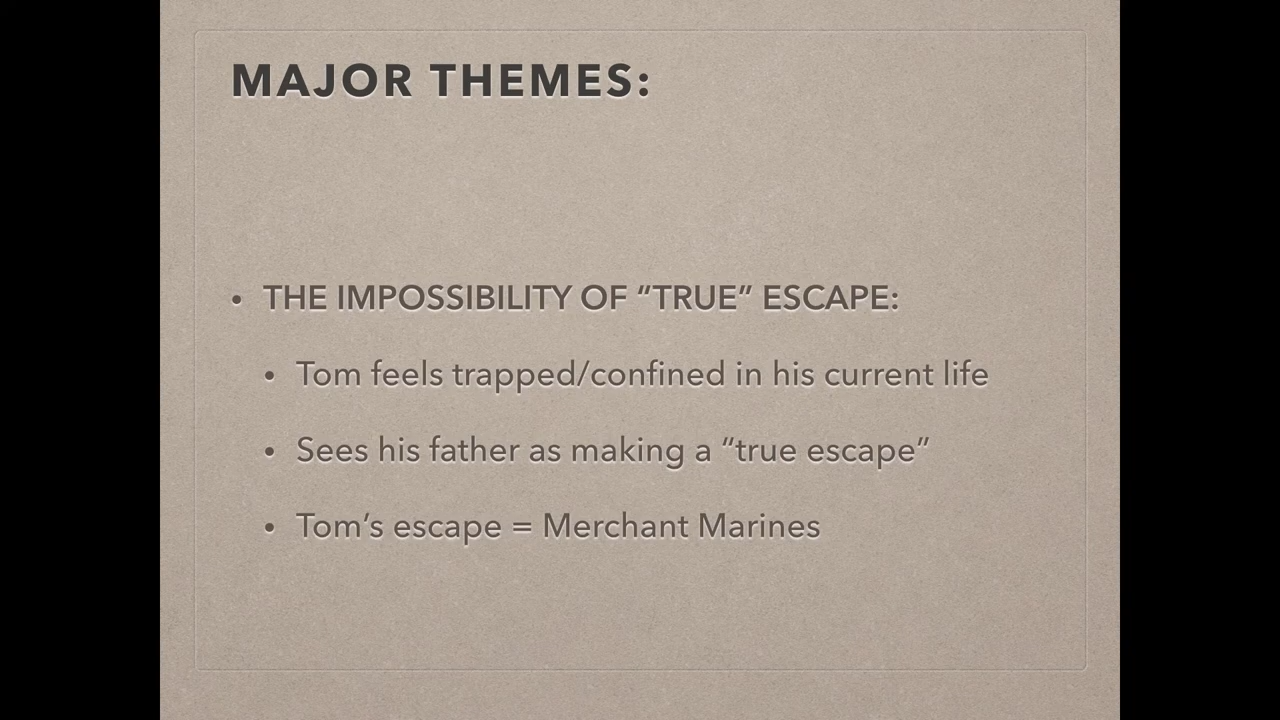 MAJOR THEMES:
• THE IMPOSSIBILITY OF “TRUE” ESCAPE:
• Tom feels trapped/confined in his current life
• Sees his father as making a “true escape”
• Tom’s escape = Merchant Marines